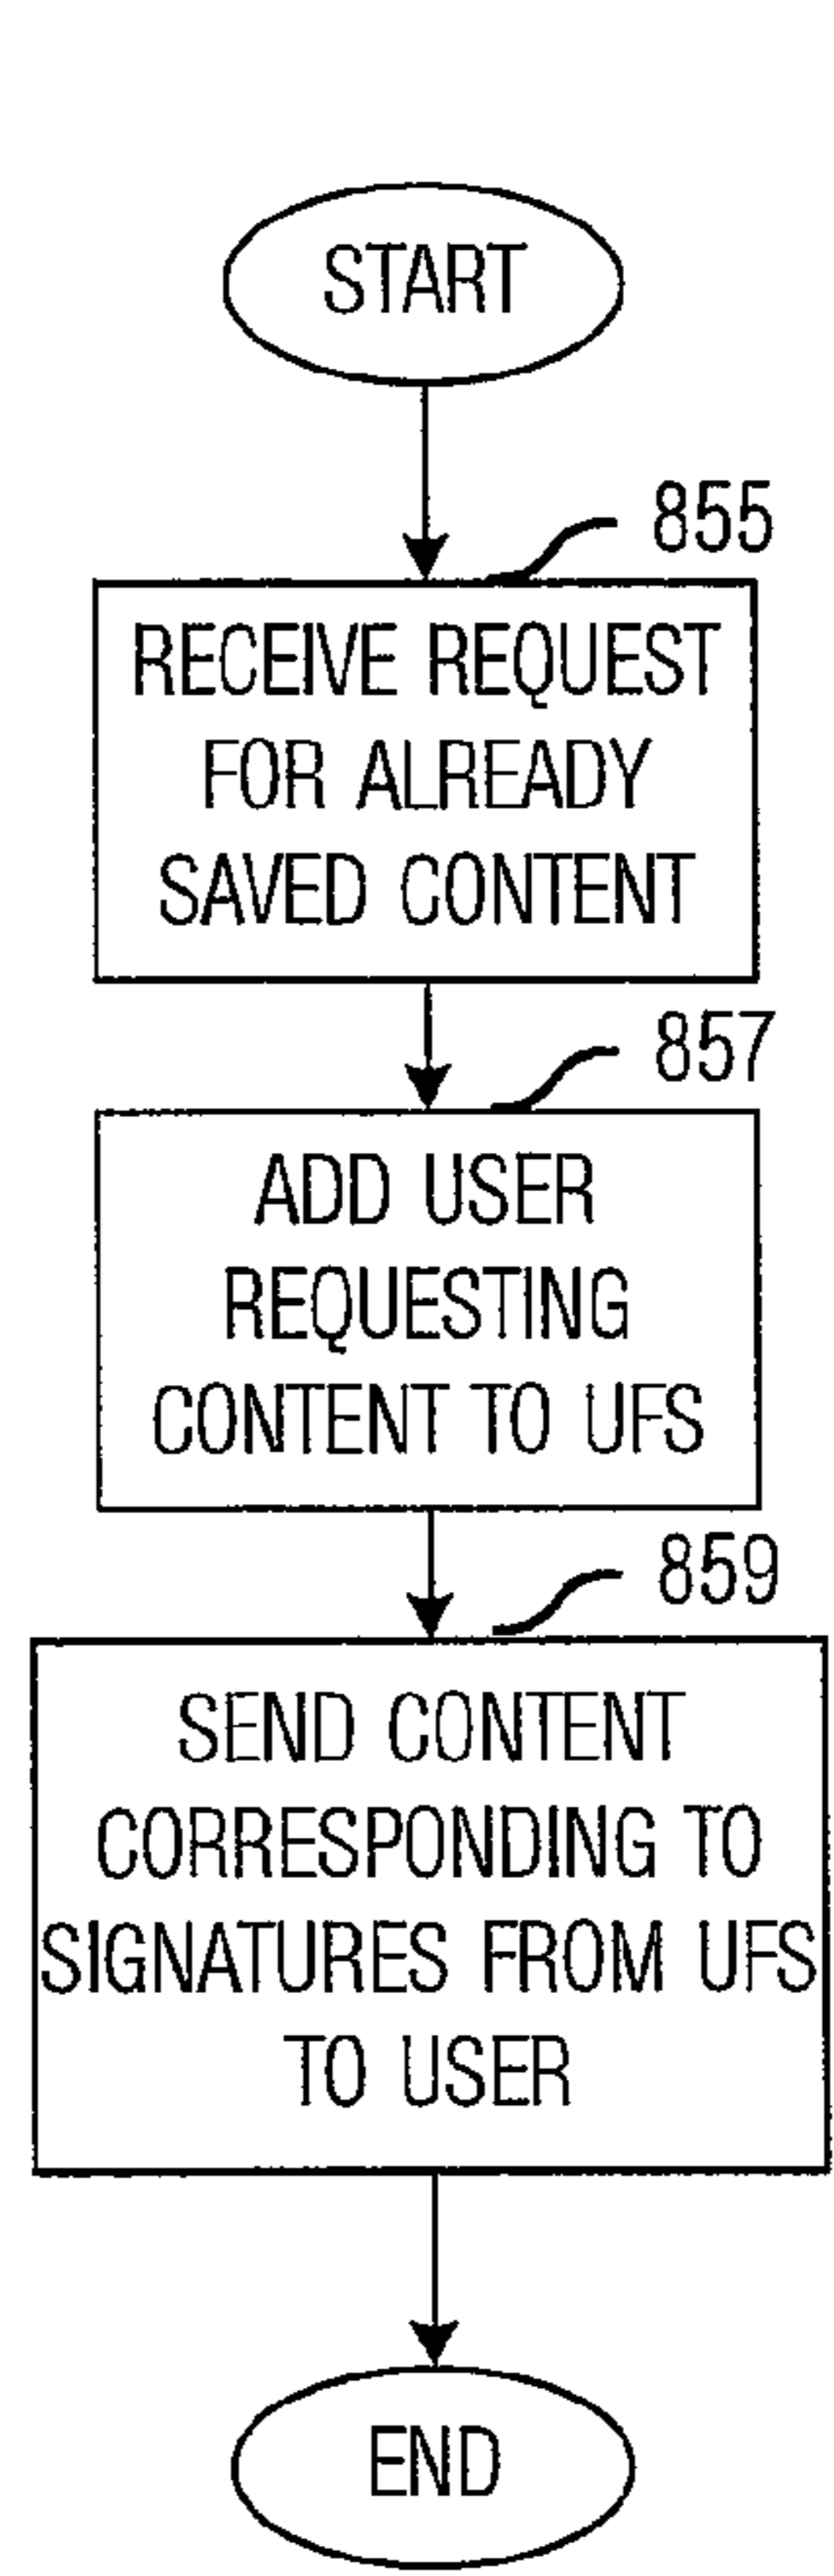 START
855
RECEIVE REQUEST
FOR ALREADY
SAVED CONTENT
857
ADD USER
REQUESTING
CONTENT TO UFS
859
SEND CONTENT
CORRESPONDING TO
SIGNATURES FROM UFS
TO USER
END